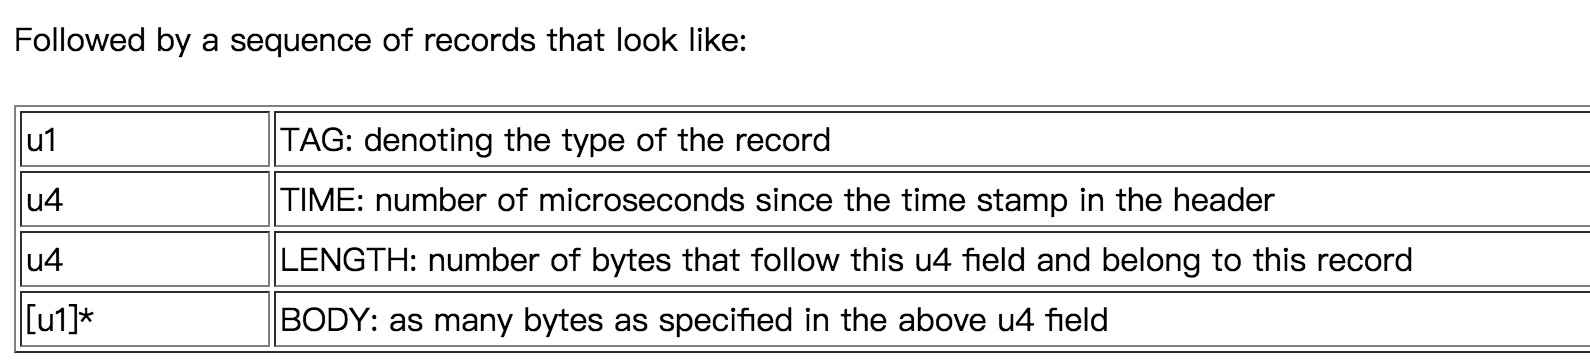 Followed by a sequence of records that look like:
u1 TAG: denoting the type of the record
u4 TIME: number of microseconds since the time stamp in the header
u4 LENGTH: number of bytes that follow this u4 field and belong to this record
[u1]* BODY: as many bytes as specified in the above u4 field